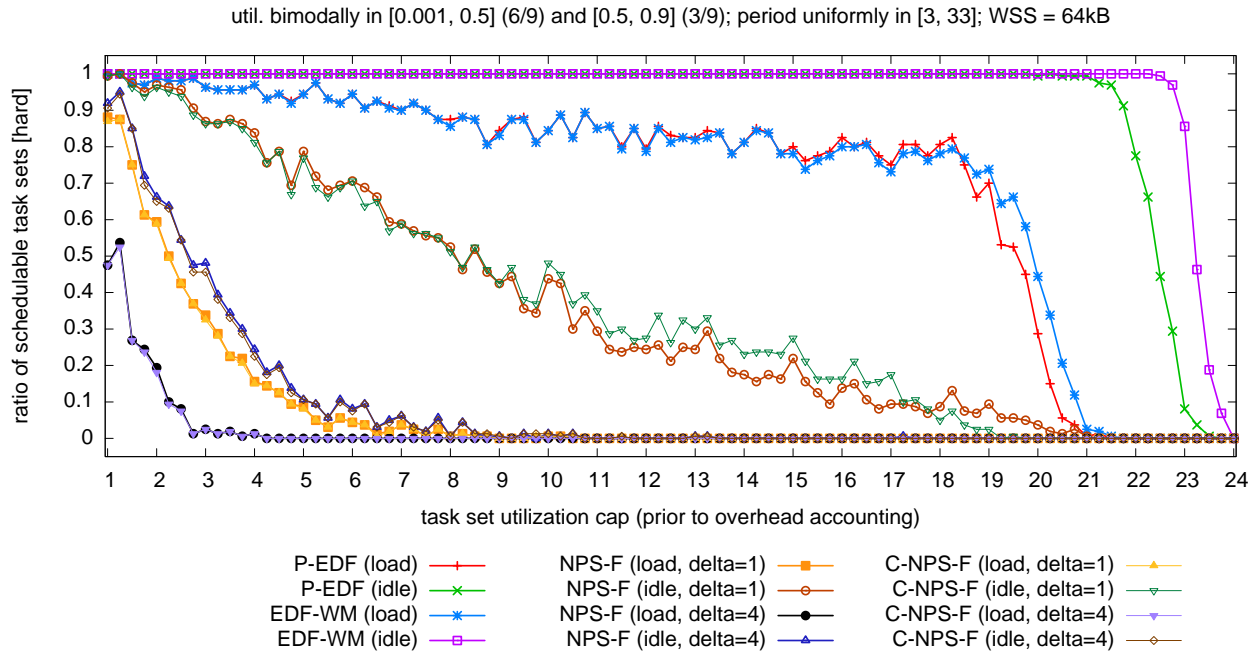 util. bimodally in [0.001, 0.5] (6/9) and [0.5, 0.9] (3/9); period uniformly in [3, 33]; WSS = 64kB
ratio of schedulable task sets [hard]
1
0.9
0.8
0.7
0.6
0.5
0.4
0.3
0.2
0.1
0
1 2 3 4 5 6 7 8 9 10 11 12 13 14 15 16 17 18 19 20 21 22 23 24
task set utilization cap (prior to overhead accounting)
P-EDF (load) NPS-F (load, delta=1) C-NPS-F (load, delta=1)
P-EDF (idle) NPS-F (idle, delta=1) C-NPS-F (idle, delta=1)
EDF-WM (load) NPS-F (load, delta=4) C-NPS-F (load, delta=4)
EDF-WM (idle) NPS-F (idle, delta=4) C-NPS-F (idle, delta=4)